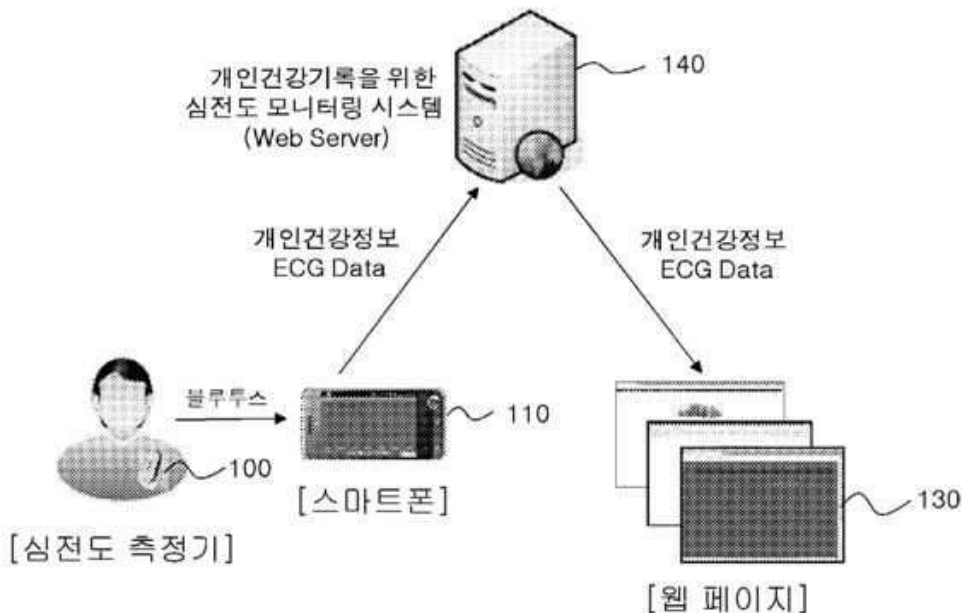 개인건강기록을 위한
심전도 모니터링 시스템
(Web Server)
140
개인건강정보
ECG Data
개인건강정보
ECG Data
블루투스
110
100
[스마트폰]
[심전도 측정기]
130
[웹 페이지]